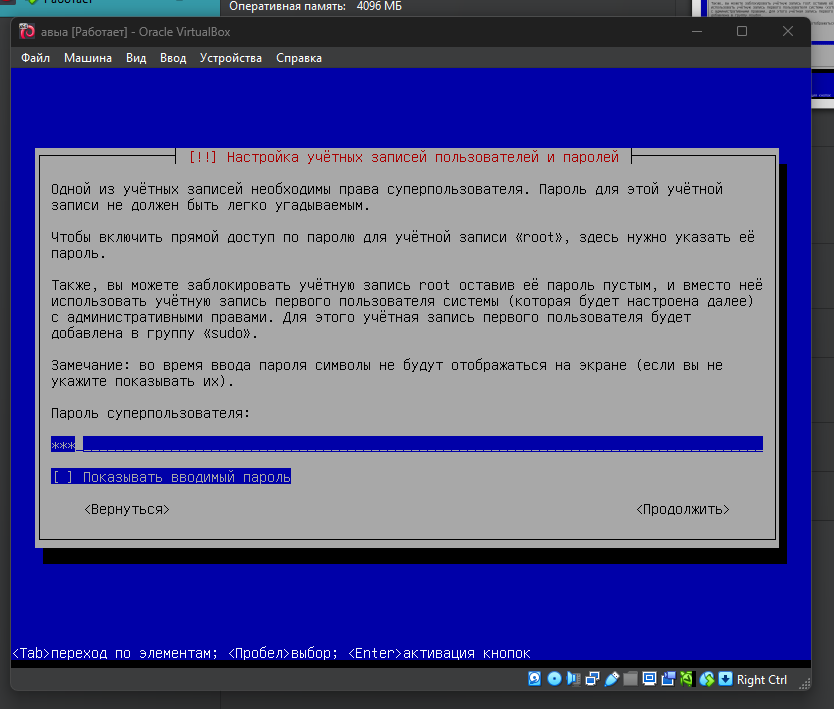 Работает
Оперативная память: 4096 МБ
авыа [Работает] - Oracle VirtualBox
Файл Машина Вид Ввод Устройства Справка
[!!] Настройка учётных записей пользователей и паролей
Одной из учётных записей необходимы права суперпользователя. Пароль для этой учётной
записи не должен быть легко угадываемым.
Чтобы включить прямой доступ по паролю для учётной записи «root», здесь нужно указать её
пароль.
Также, вы можете заблокировать учётную запись root оставив её пароль пустым, и вместо неё
использовать учётную запись первого пользователя системы (которая будет настроена далее)
с административными правами. Для этого учётная запись первого пользователя будет
добавлена в группу «sudo».
Замечание: во время ввода пароля символы не будут отображаться на экране (если вы не
укажите показывать их).
Пароль суперпользователя:
***
[ ] Показывать вводимый пароль
<Вернуться> <Продолжить>
<Tab>переход по элементам; <Пробел>выбор; <Enter>активация кнопок
Right Ctrl